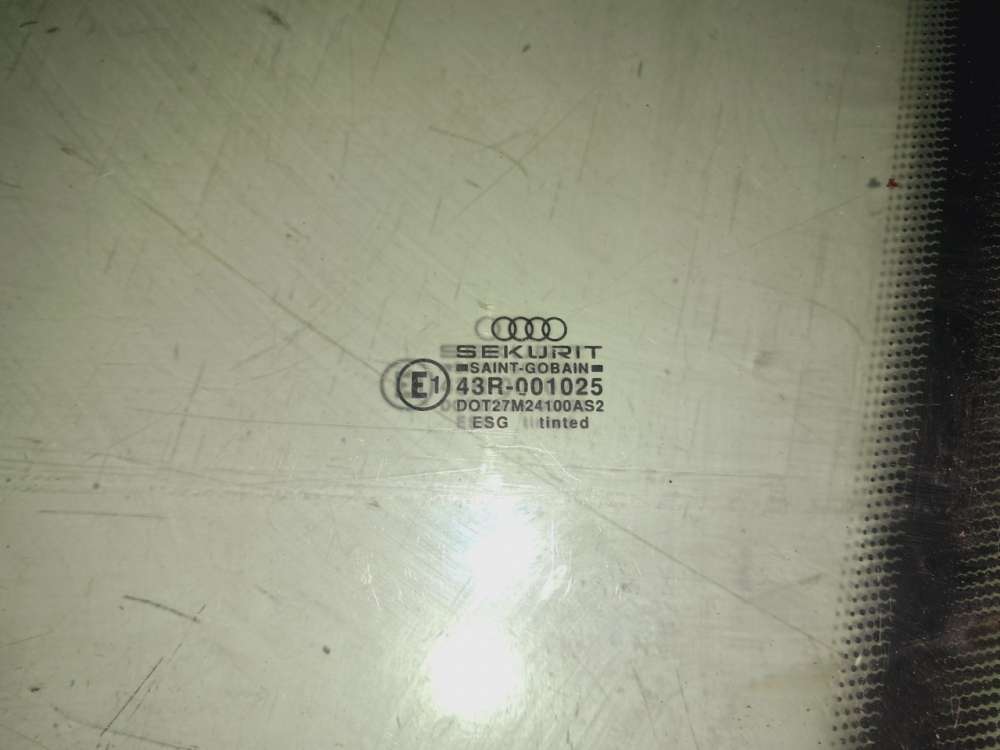 SEKURIT
SAINT-GOBAIN
E1 43R-001025
DOT27M24100AS2
ESG tinted